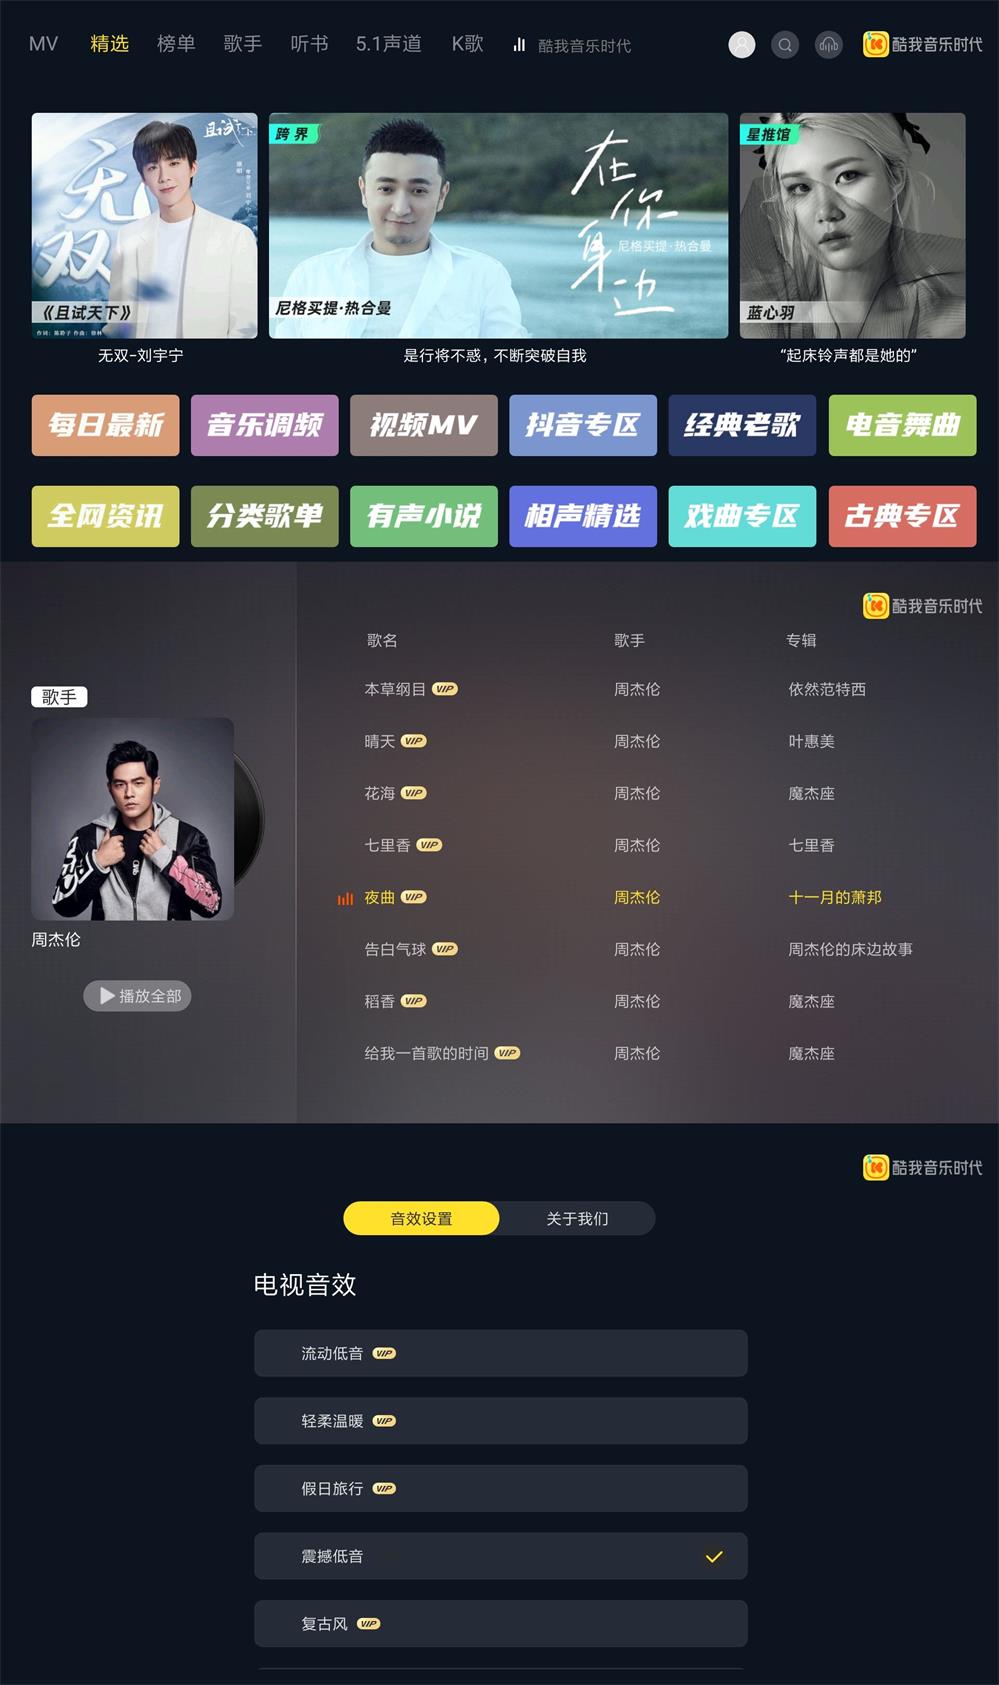 MV 精选 榜单 歌手 听书 5.1声道 K歌 酷我音乐时代 酷我音乐时代
无双
且试天下
《且试天下》
跨界
在你身边
尼格买提·热合曼
尼格买提·热合曼
星推馆
蓝心羽
无双-刘宇宁 是行将不惑，不断突破自我 “起床铃声都是她的”
每日最新 音乐调频 视频MV 抖音专区 经典老歌 电音舞曲
全网资讯 分类歌单 有声小说 相声精选 戏曲专区 古典专区
酷我音乐时代
歌手
周杰伦
播放全部
歌名 歌手 专辑
本草纲目 VIP 周杰伦 依然范特西
晴天 VIP 周杰伦 叶惠美
花海 VIP 周杰伦 魔杰座
七里香 VIP 周杰伦 七里香
夜曲 VIP 周杰伦 十一月的萧邦
告白气球 VIP 周杰伦 周杰伦的床边故事
稻香 VIP 周杰伦 魔杰座
给我一首歌的时间 VIP 周杰伦 魔杰座
酷我音乐时代
音效设置 关于我们
电视音效
流动低音 VIP
轻柔温暖 VIP
假日旅行 VIP
震撼低音
复古风 VIP